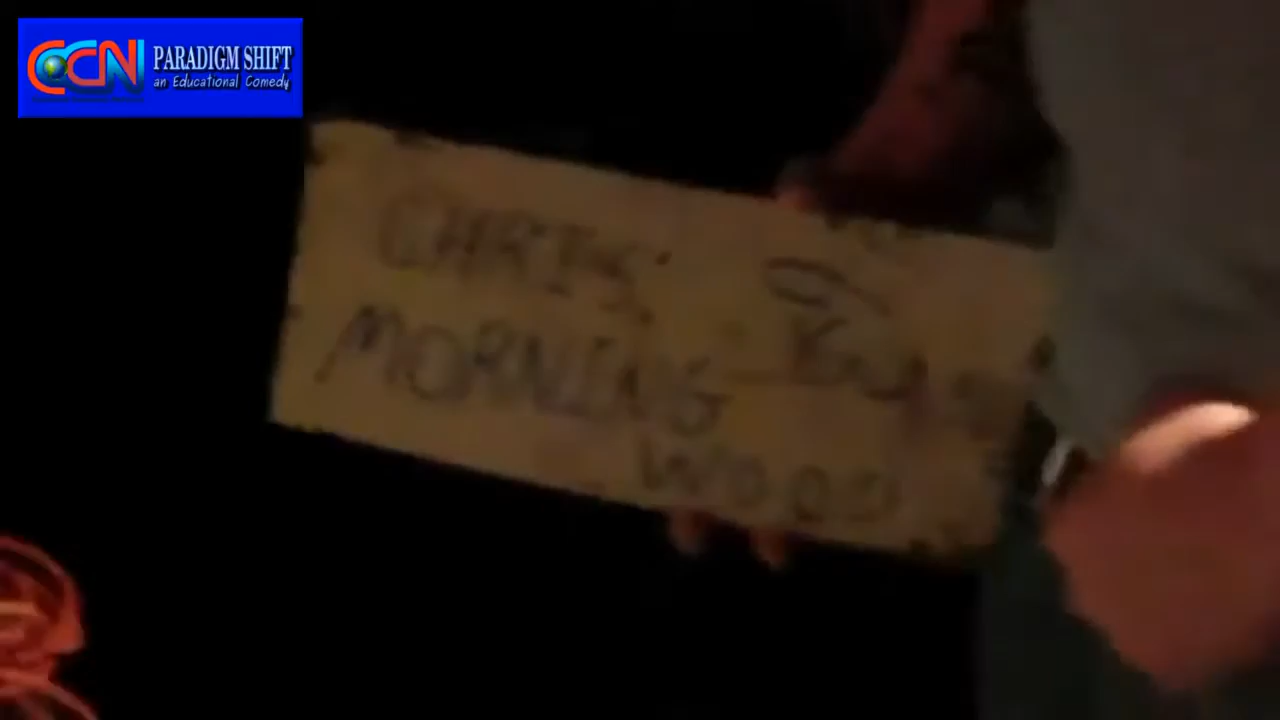 CCN PARADIGM SHIFT
an Educational Comedy
CHRIS'
MORNING
WOOD